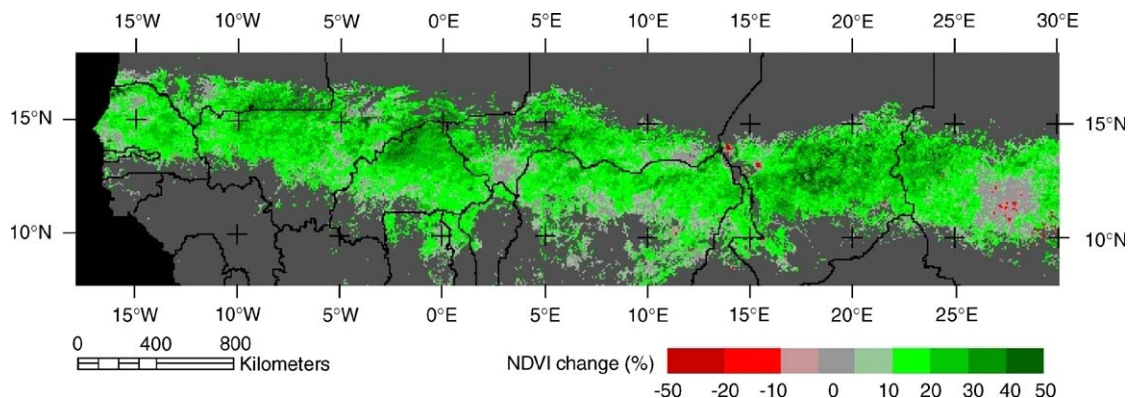 15°W 10°W 5°W 0°E 5°E 10°E 15°E 20°E 25°E 30°E
15°N 15°N
10°N 10°N
15°W 10°W 5°W 0°E 5°E 10°E 15°E 20°E 25°E
0 400 800
Kilometers
NDVI change (%)
-50 -20 -10 0 10 20 30 40 50